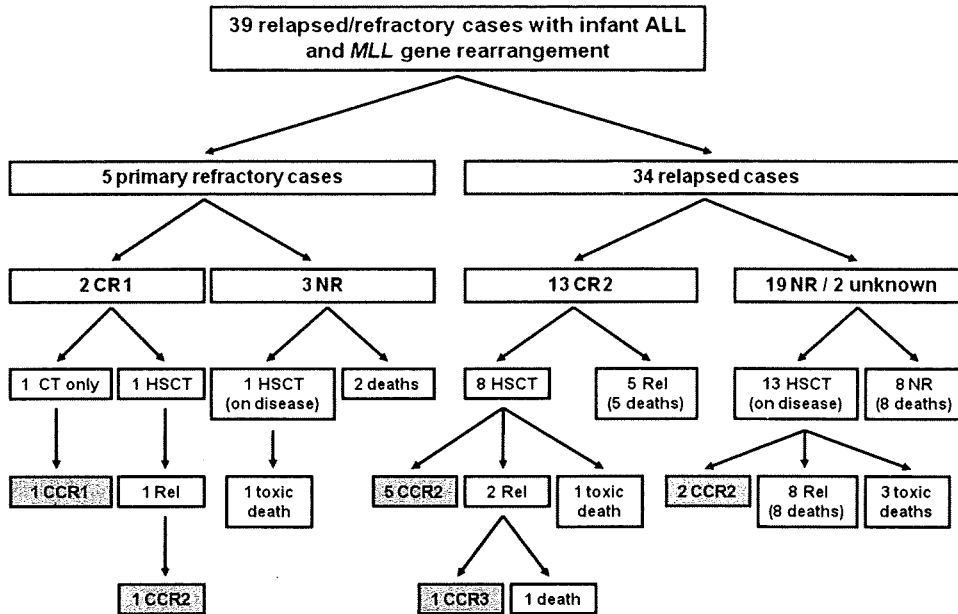 39 relapsed/refractory cases with infant ALL
and MLL gene rearrangement
5 primary refractory cases
34 relapsed cases
2 CR1
3 NR
13 CR2
19 NR / 2 unknown
1 CT only
1 HSCT
1 HSCT
(on disease)
2 deaths
8 HSCT
5 Rel
(5 deaths)
13 HSCT
(on disease)
8 NR
(8 deaths)
1 CCR1
1 Rel
1 toxic
death
5 CCR2
2 Rel
1 toxic
death
2 CCR2
8 Rel
(8 deaths)
3 toxic
deaths
1 CCR2
1 CCR3
1 death